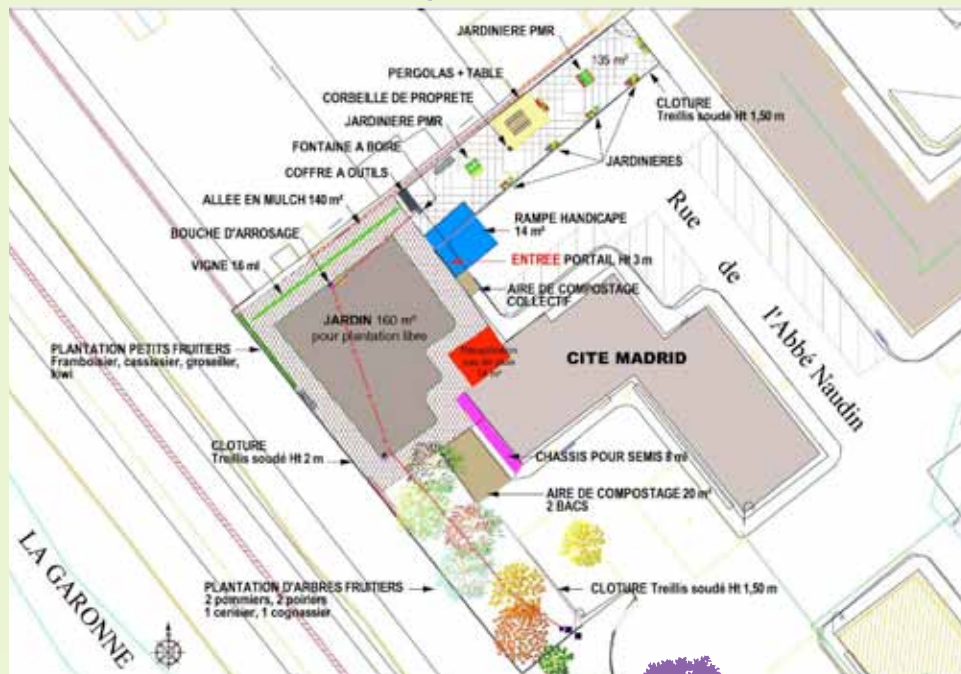 JARDINIERE PMR
135 m²
PERGOLAS + TABLE
CORBEILLE DE PROPRETE
JARDINIERE PMR
FONTAINE A BOIRE
COFFRE A OUTILS
ALLEE EN MULCH 140 m²
BOUCHE D'ARROSAGE
VIGNE 16 ml
CLOTURE
Treillis soudé Ht 1,50 m
JARDINIERES
RAMPE HANDICAPE
14 m²
ENTREE PORTAIL Ht 3 m
AIRE DE COMPOSTAGE
COLLECTIF
Rue
de
l'Abbé Naudin
JARDIN 160 m²
pour plantation libre
CITE MADRID
PLANTATION PETITS FRUITIERS
Framboisier, cassissier, groseiller,
kiwi
CLOTURE
Treillis soudé Ht 2 m
CHASSIS POUR SEMIS 8 ml
AIRE DE COMPOSTAGE 20 m²
2 BACS
PLANTATION D'ARBRES FRUITIERS
2 pommiers, 2 poiriers
1 cerisier, 1 cognassier
CLOTURE Treillis soudé Ht 1,50 m
LA GARONNE